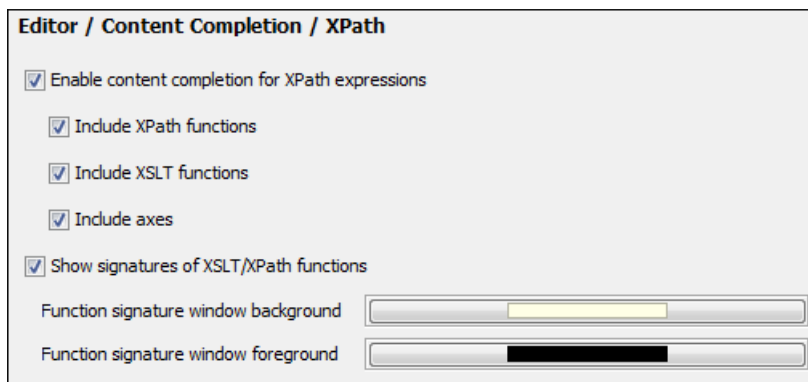 Editor / Content Completion / XPath
Enable content completion for XPath expressions
Include XPath functions
Include XSLT functions
Include axes
Show signatures of XSLT/XPath functions
Function signature window background
Function signature window foreground